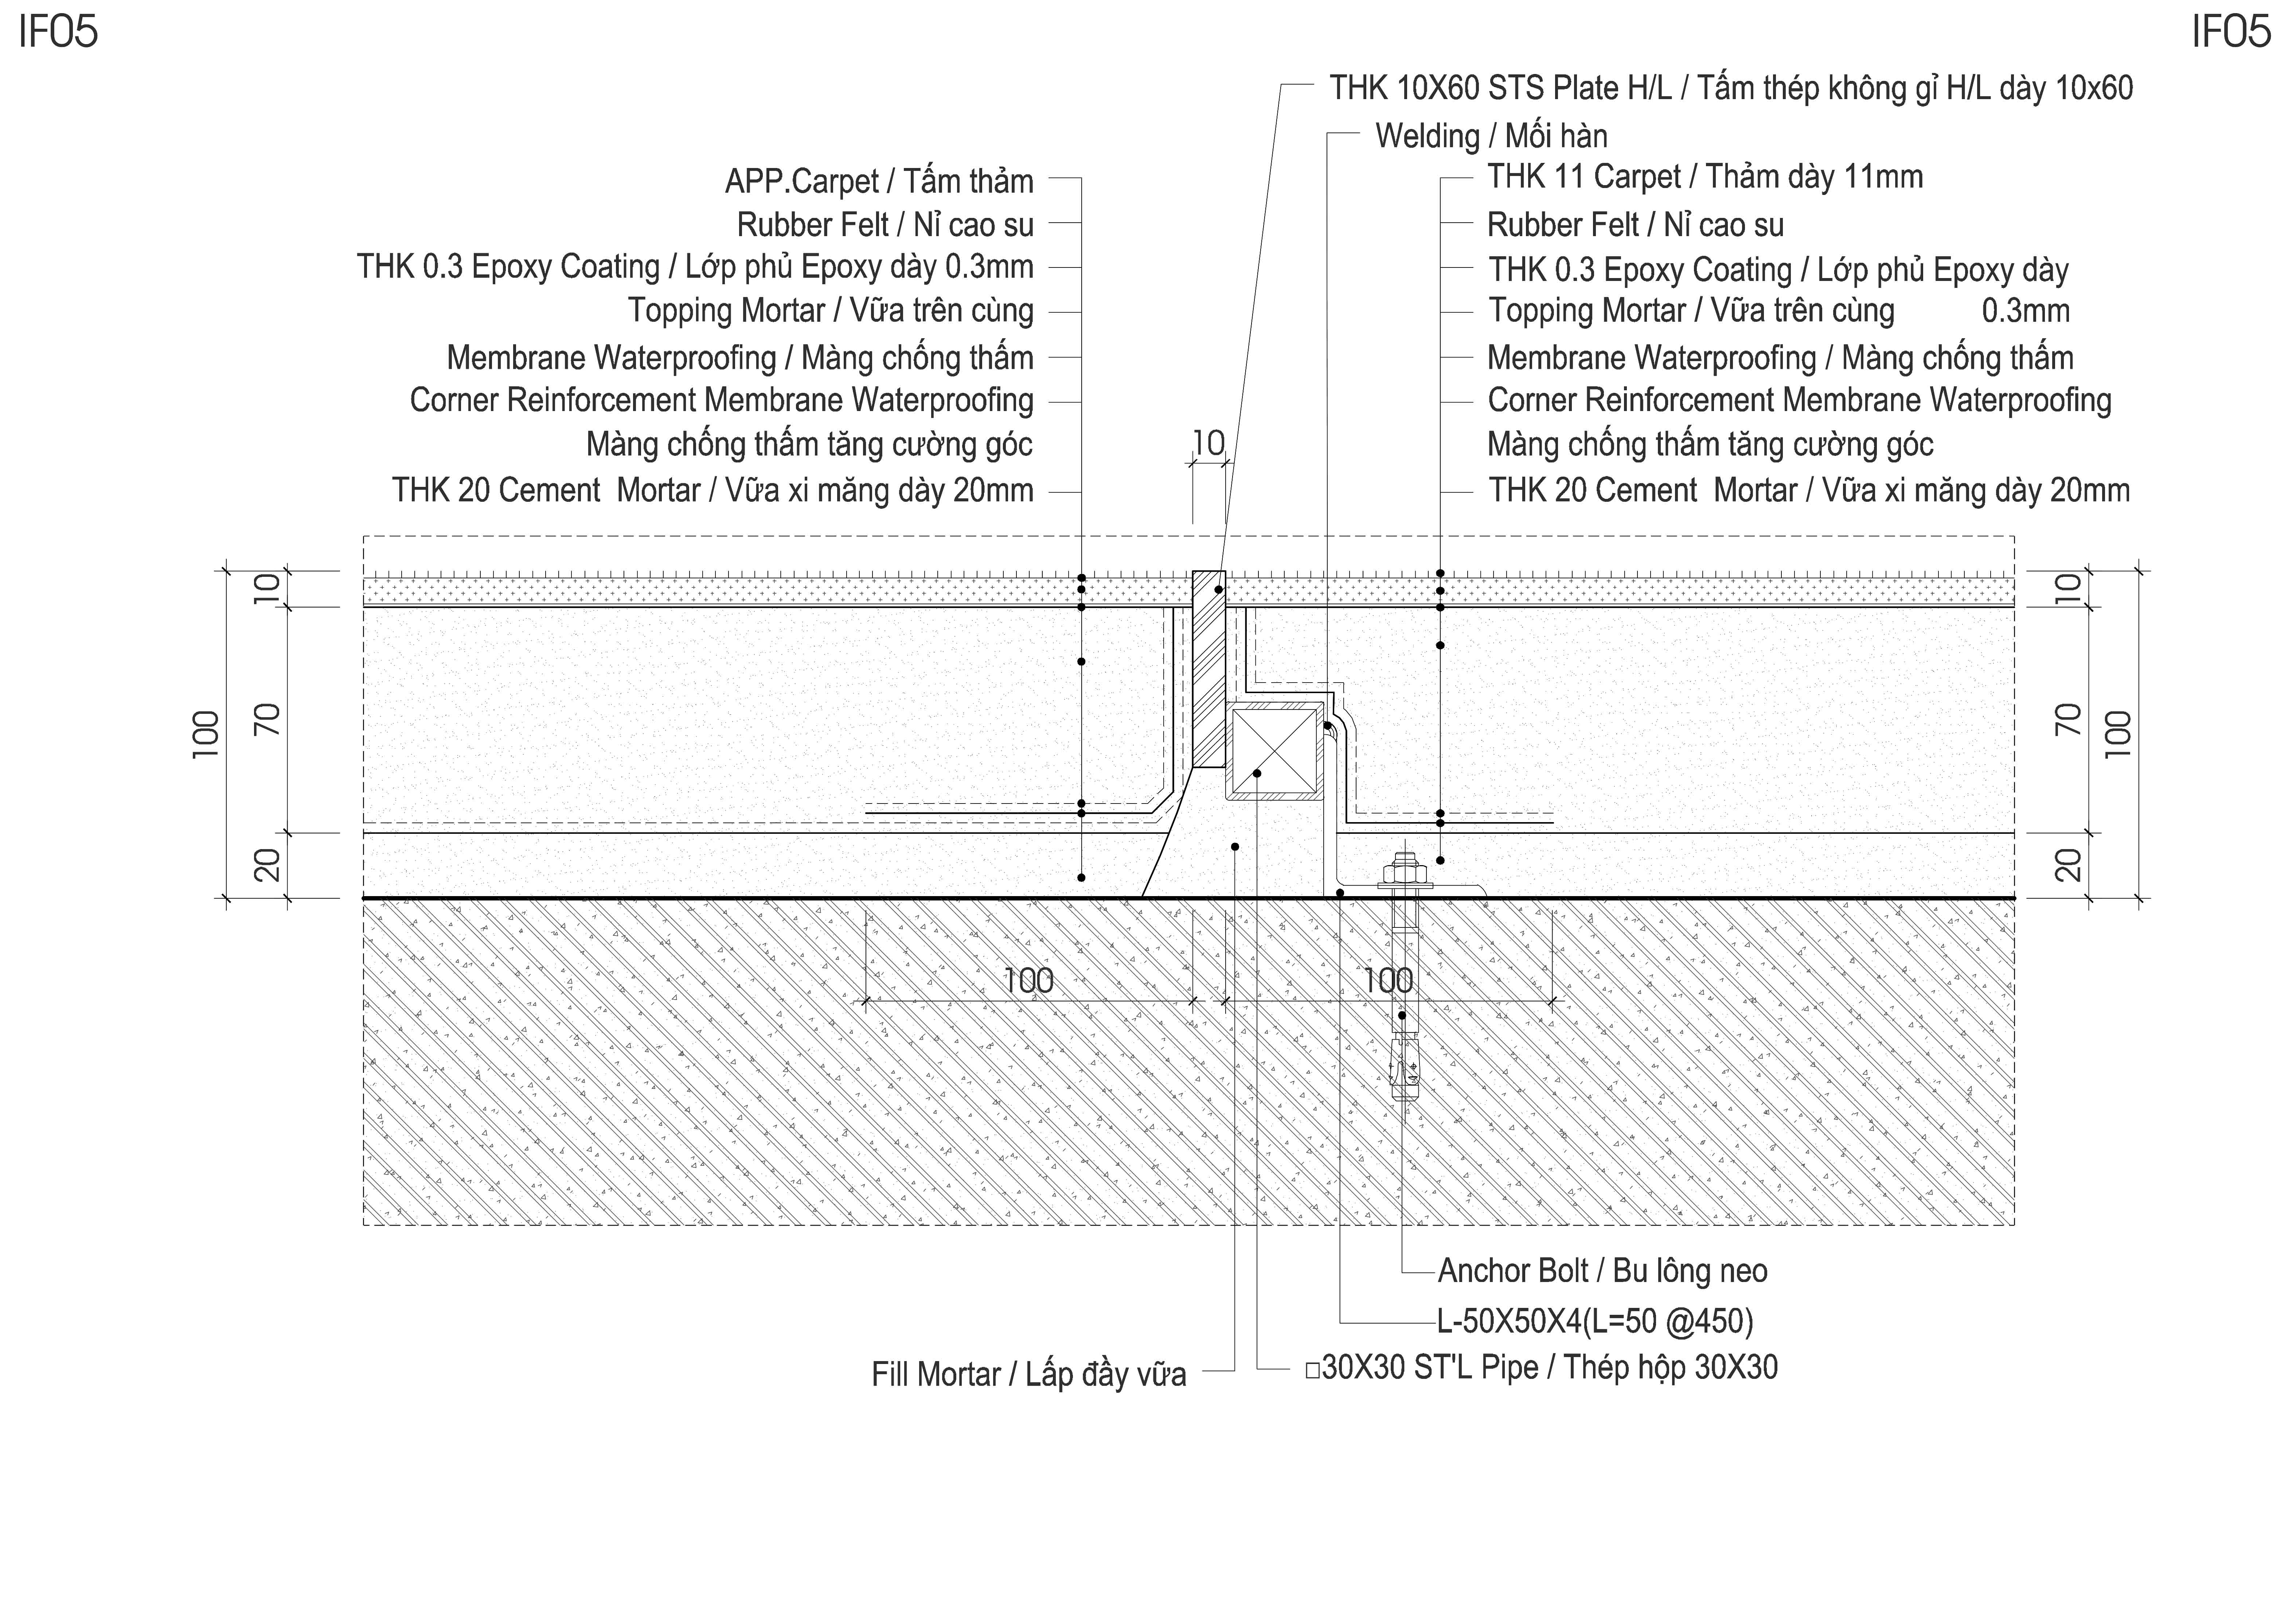 IF05
IF05
THK 10X60 STS Plate H/L / Tấm thép không gỉ H/L dày 10x60
Welding / Mối hàn
APP.Carpet / Tấm thảm
Rubber Felt / Nỉ cao su
THK 0.3 Epoxy Coating / Lớp phủ Epoxy dày 0.3mm
Topping Mortar / Vữa trên cùng
Membrane Waterproofing / Màng chống thấm
Corner Reinforcement Membrane Waterproofing
Màng chống thấm tăng cường góc
THK 20 Cement  Mortar / Vữa xi măng dày 20mm
THK 11 Carpet / Thảm dày 11mm
Rubber Felt / Nỉ cao su
THK 0.3 Epoxy Coating / Lớp phủ Epoxy dày
Topping Mortar / Vữa trên cùng 0.3mm
Membrane Waterproofing / Màng chống thấm
Corner Reinforcement Membrane Waterproofing
Màng chống thấm tăng cường góc
THK 20 Cement  Mortar / Vữa xi măng dày 20mm
10
100
10
70
20
10
70
20
100
100
100
Anchor Bolt / Bu lông neo
L-50X50X4(L=50 @450)
□30X30 ST'L Pipe / Thép hộp 30X30
Fill Mortar / Lấp đầy vữa